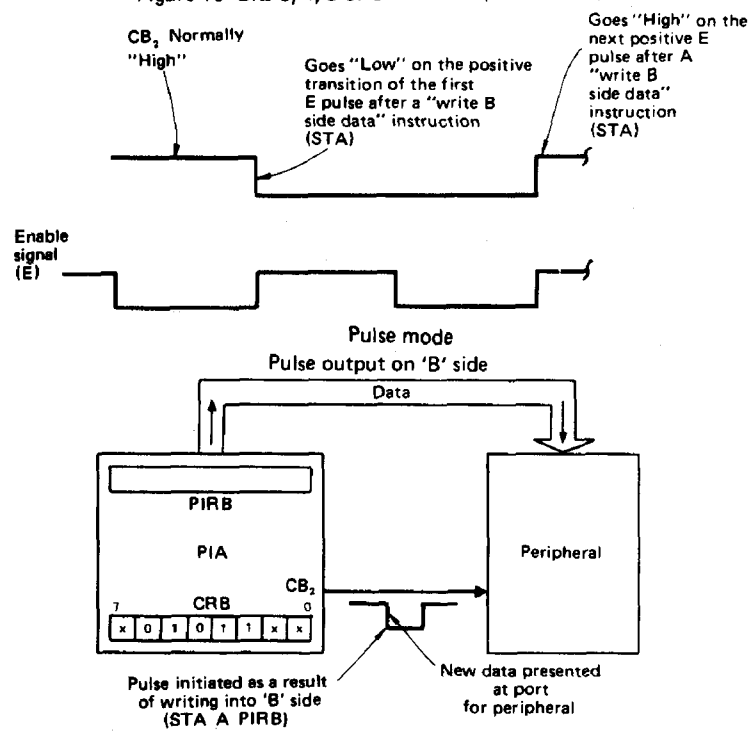 CB₂ Normally
"High"
Goes "Low" on the positive
transition of the first
E pulse after a "write B
side data" instruction
(STA)
Goes "High" on the
next positive E
pulse after A
"write B
side data"
instruction
(STA)
Enable
signal
(E)
Pulse mode
Pulse output on 'B' side
Data
PIRB
PIA
CB₂
CRB
7 0
x 0 1 0 1 1 x x
Peripheral
Pulse initiated as a result
of writing into 'B' side
(STA A PIRB)
New data presented
at port
for peripheral